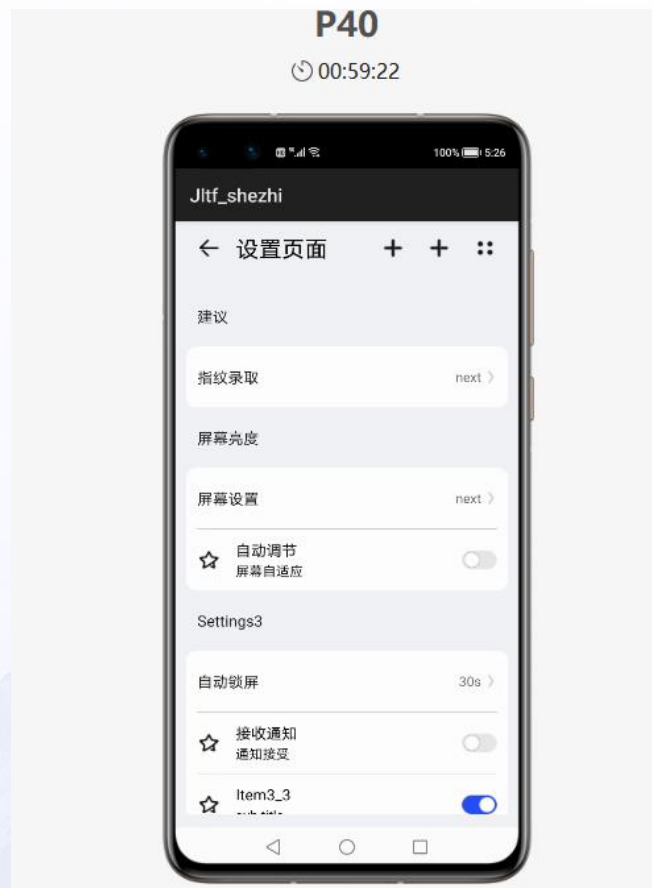 P40
00:59:22
100% 5:26
Jltf_shezhi
设置页面
建议
指纹录取 next
屏幕亮度
屏幕设置 next
自动调节
屏幕自适应
Settings3
自动锁屏 30s
接收通知
通知接受
Item3_3